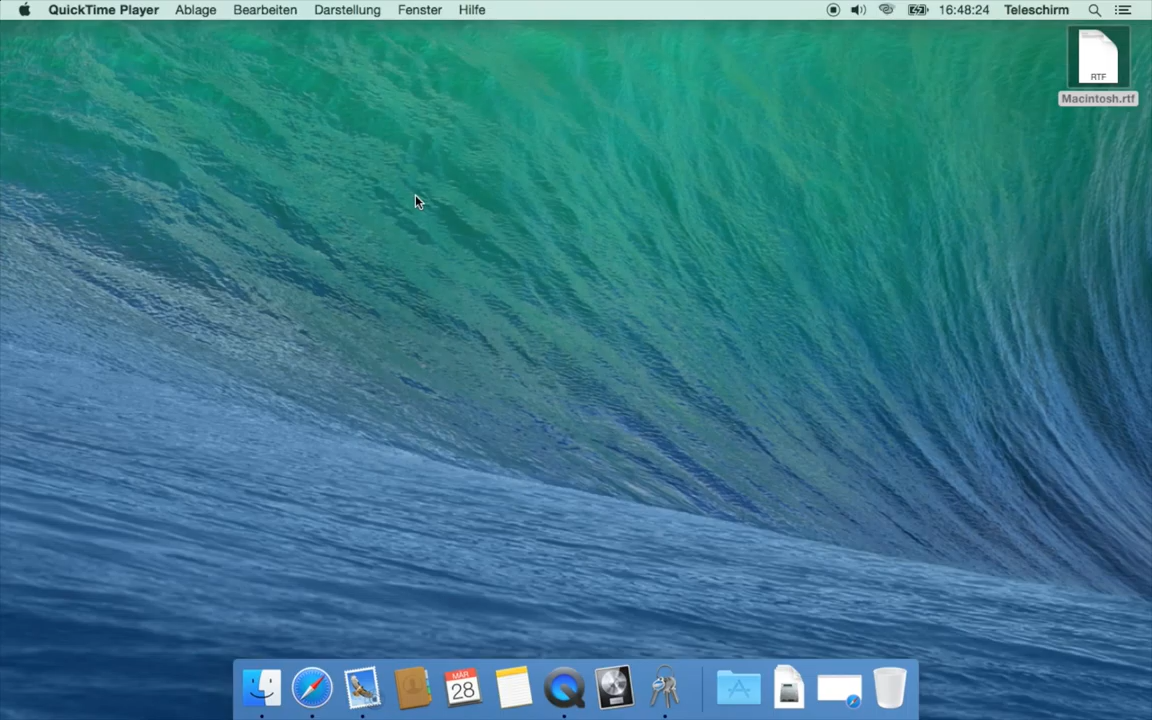 QuickTime Player Ablage Bearbeiten Darstellung Fenster Hilfe 16:48:24 Teleschirm
RTF
Macintosh.rtf
MÄR
28